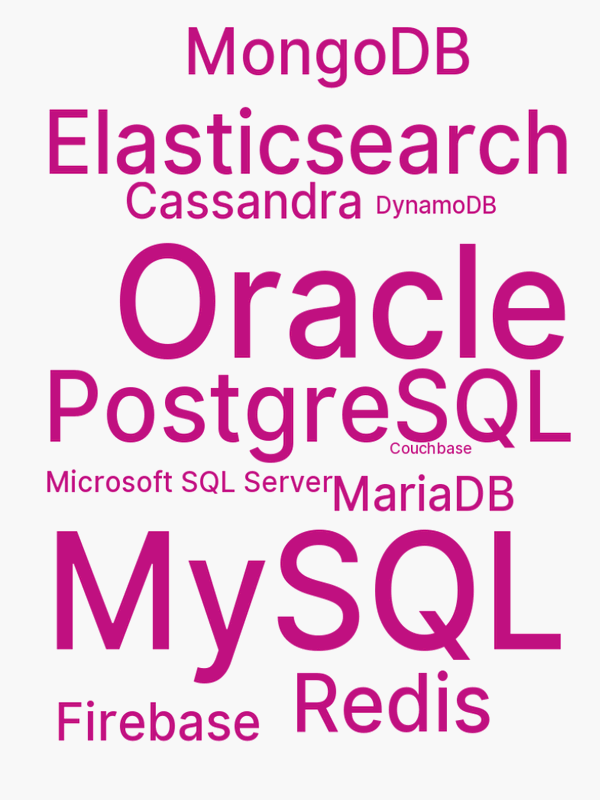 MongoDB
Elasticsearch
Cassandra DynamoDB
Oracle
PostgreSQL
Couchbase
Microsoft SQL Server MariaDB
MySQL
Firebase Redis